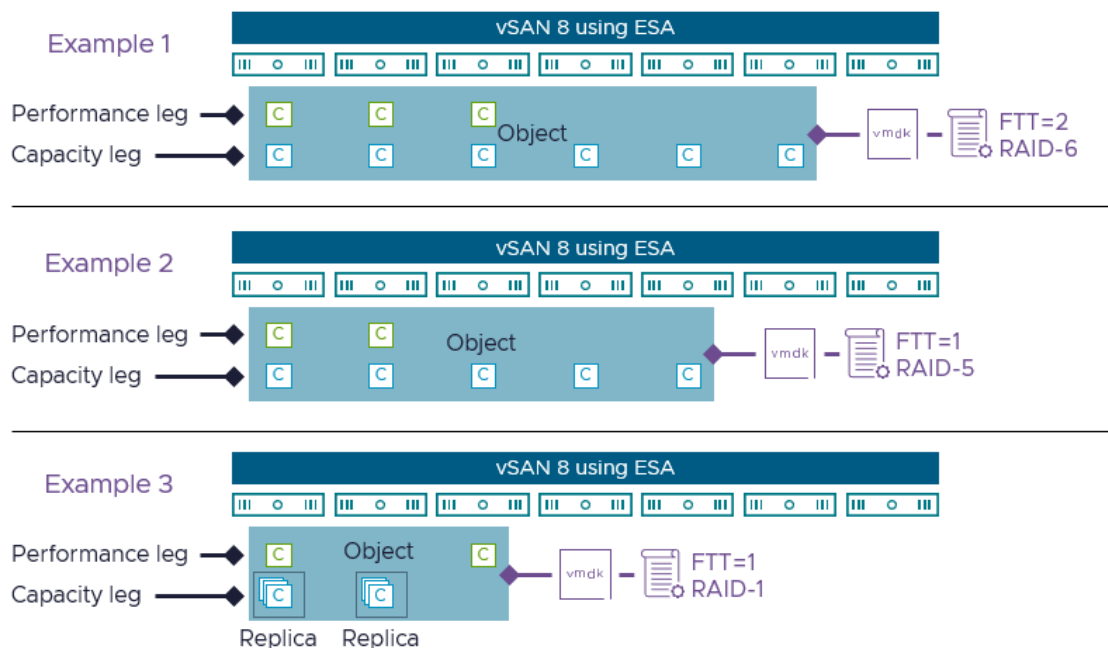 Example 1
vSAN 8 using ESA
Performance leg
C C C
Object
Capacity leg
C C C C C C
vmdk
FTT=2
RAID-6
Example 2
vSAN 8 using ESA
Performance leg
C C
Object
Capacity leg
C C C C C
vmdk
FTT=1
RAID-5
Example 3
vSAN 8 using ESA
Performance leg
C Object C
Capacity leg
C C
vmdk
FTT=1
RAID-1
Replica Replica